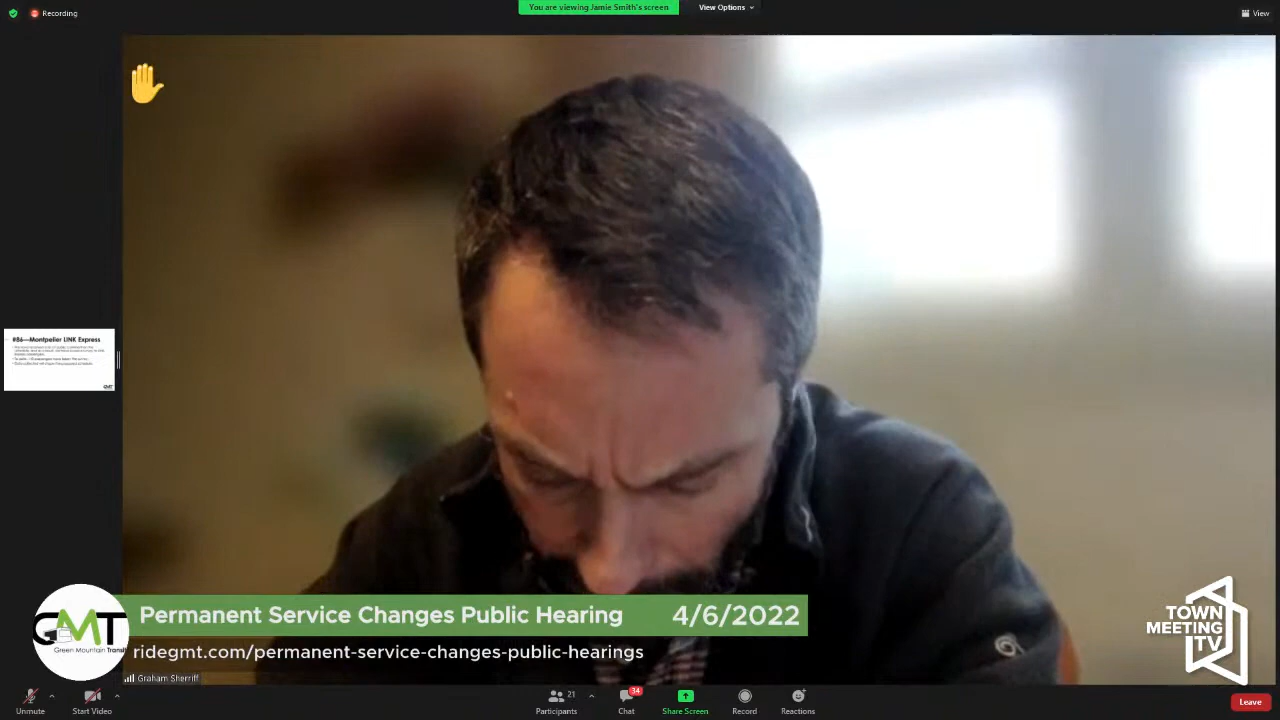 Recording
You are viewing Jamie Smith's screen
View Options
View
#86—Montpelier LINK Express
GMT
Permanent Service Changes Public Hearing
4/6/2022
GMT
Green Mountain Transit
ridegmt.com/permanent-service-changes-public-hearings
TOWN
MEETING
TV
Graham Sherriff
Unmute
Start Video
21
Participants
34
Chat
Share Screen
Record
Reactions
Leave